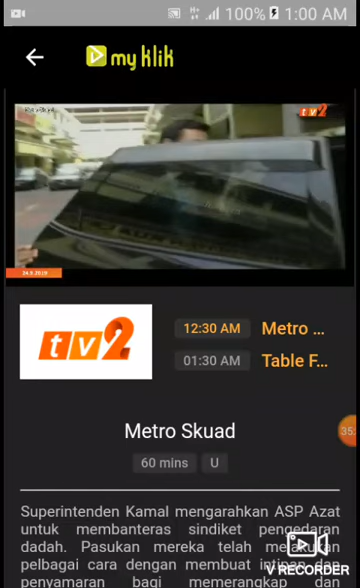 H+ 100% 1:00 AM
my klik
tv2
24.9.2019
tv2
12:30 AM Metro ...
01:30 AM Table F...
Metro Skuad
60 mins U
35.
Superintenden Kamal mengarahkan ASP Azat
untuk membanteras sindiket pengedaran
dadah. Pasukan mereka telah melakukan
pelbagai cara dengan membuat
penyamaran bagi memerangkap dan
V RECORDER